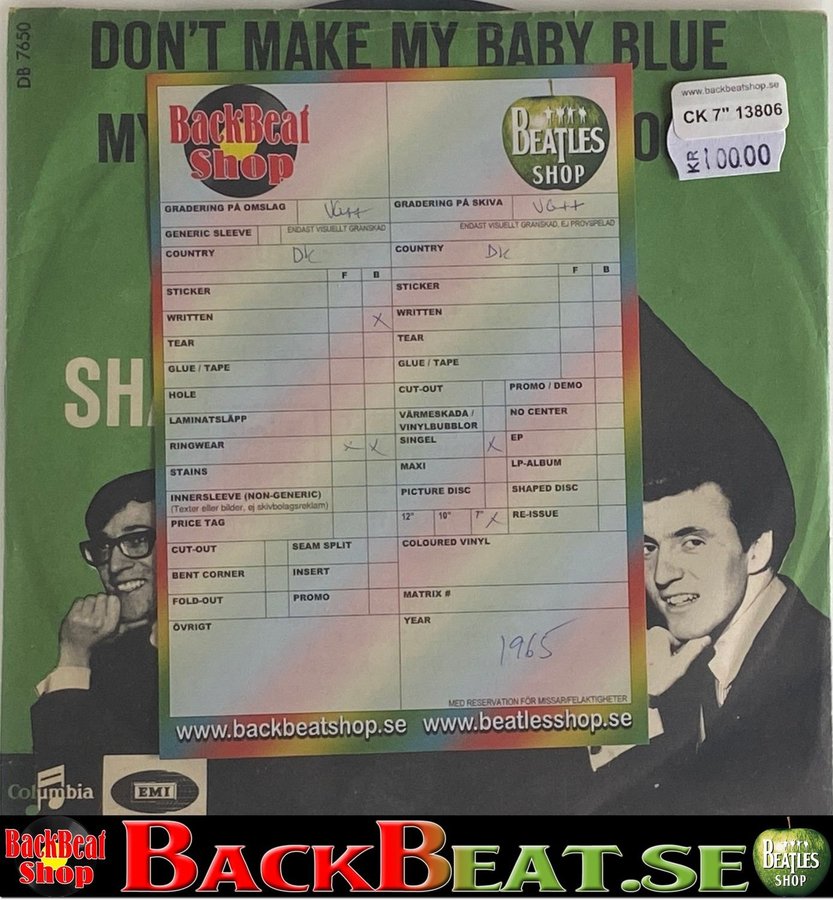 DB 7650
DON'T MAKE MY BABY BLUE
MY
www.backbeatshop.se
CK 7" 13806
KR 100.00
BackBeat
Shop
BEATLES
SHOP
GRADERING PÅ OMSLAG VG++
GRADERING PÅ SKIVA VG++
GENERIC SLEEVE ENDAST VISUELLT GRANSKAD
ENDAST VISUELLT GRANSKAD, EJ PROVSPELAD
COUNTRY DK
COUNTRY DK
F B
F B
STICKER
STICKER
WRITTEN X
WRITTEN
TEAR
TEAR
GLUE / TAPE
GLUE / TAPE
HOLE
CUT-OUT PROMO / DEMO
LAMINATSLÄPP
VÄRMESKADA /
VINYLBUBBLOR
NO CENTER
RINGWEAR X X
SINGEL X EP
STAINS
MAXI LP-ALBUM
INNERSLEEVE (NON-GENERIC)
(Texter eller bilder, ej skivbolagsreklam)
PICTURE DISC SHAPED DISC
PRICE TAG
12" 10" 7" X RE-ISSUE
CUT-OUT SEAM SPLIT
COLOURED VINYL
BENT CORNER INSERT
FOLD-OUT PROMO
MATRIX #
ÖVRIGT
YEAR
1965
MED RESERVATION FÖR MISSAR/FELAKTIGHETER
www.backbeatshop.se www.beatlesshop.se
SHA
Columbia
EMI
BackBeat
Shop
BACKBEAT.SE
BEATLES
SHOP